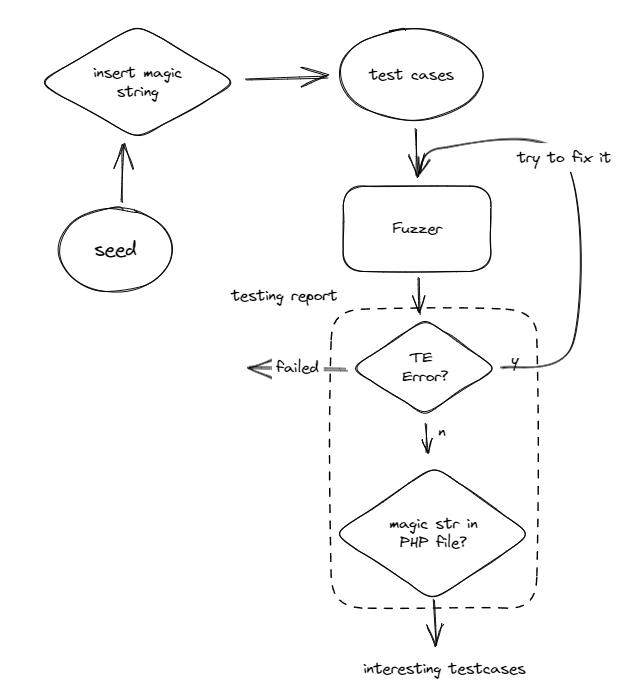 insert magic
string
test cases
try to fix it
seed
Fuzzer
testing report
TE
Error?
failed
y
n
magic str in
PHP file?
interesting testcases